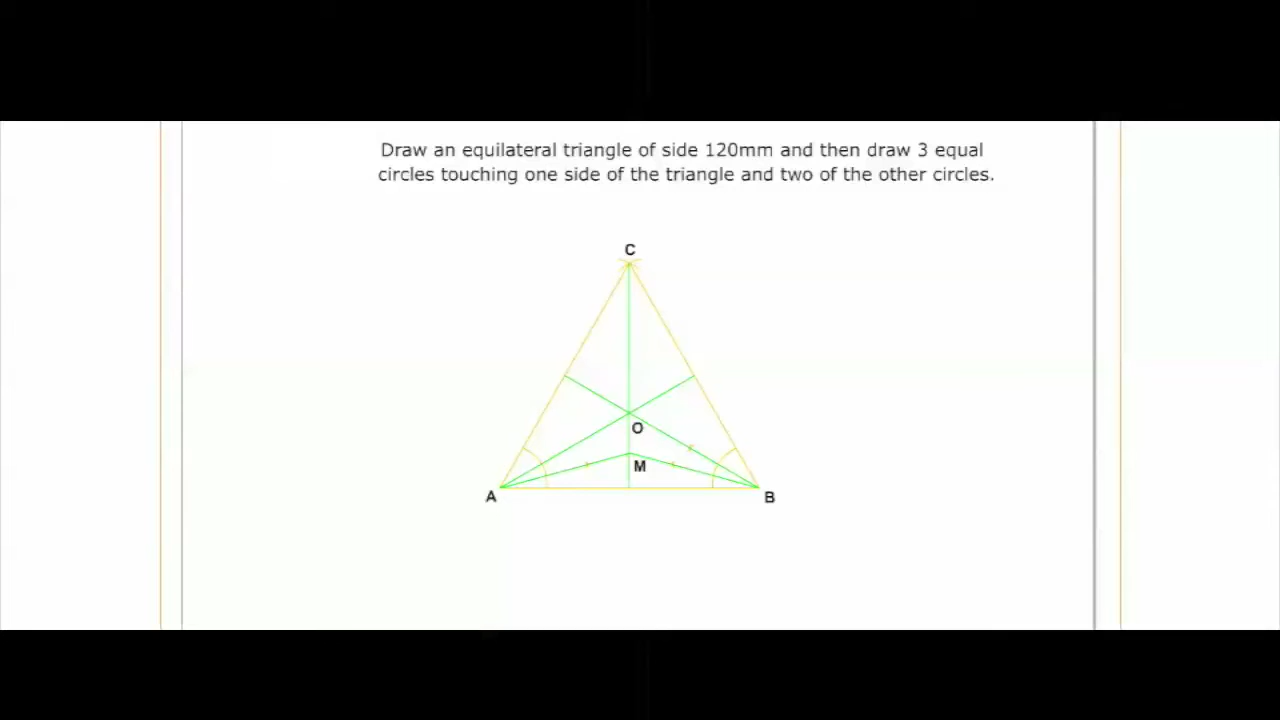 Draw an equilateral triangle of side 120mm and then draw 3 equal
circles touching one side of the triangle and two of the other circles.
C
O
M
A
B